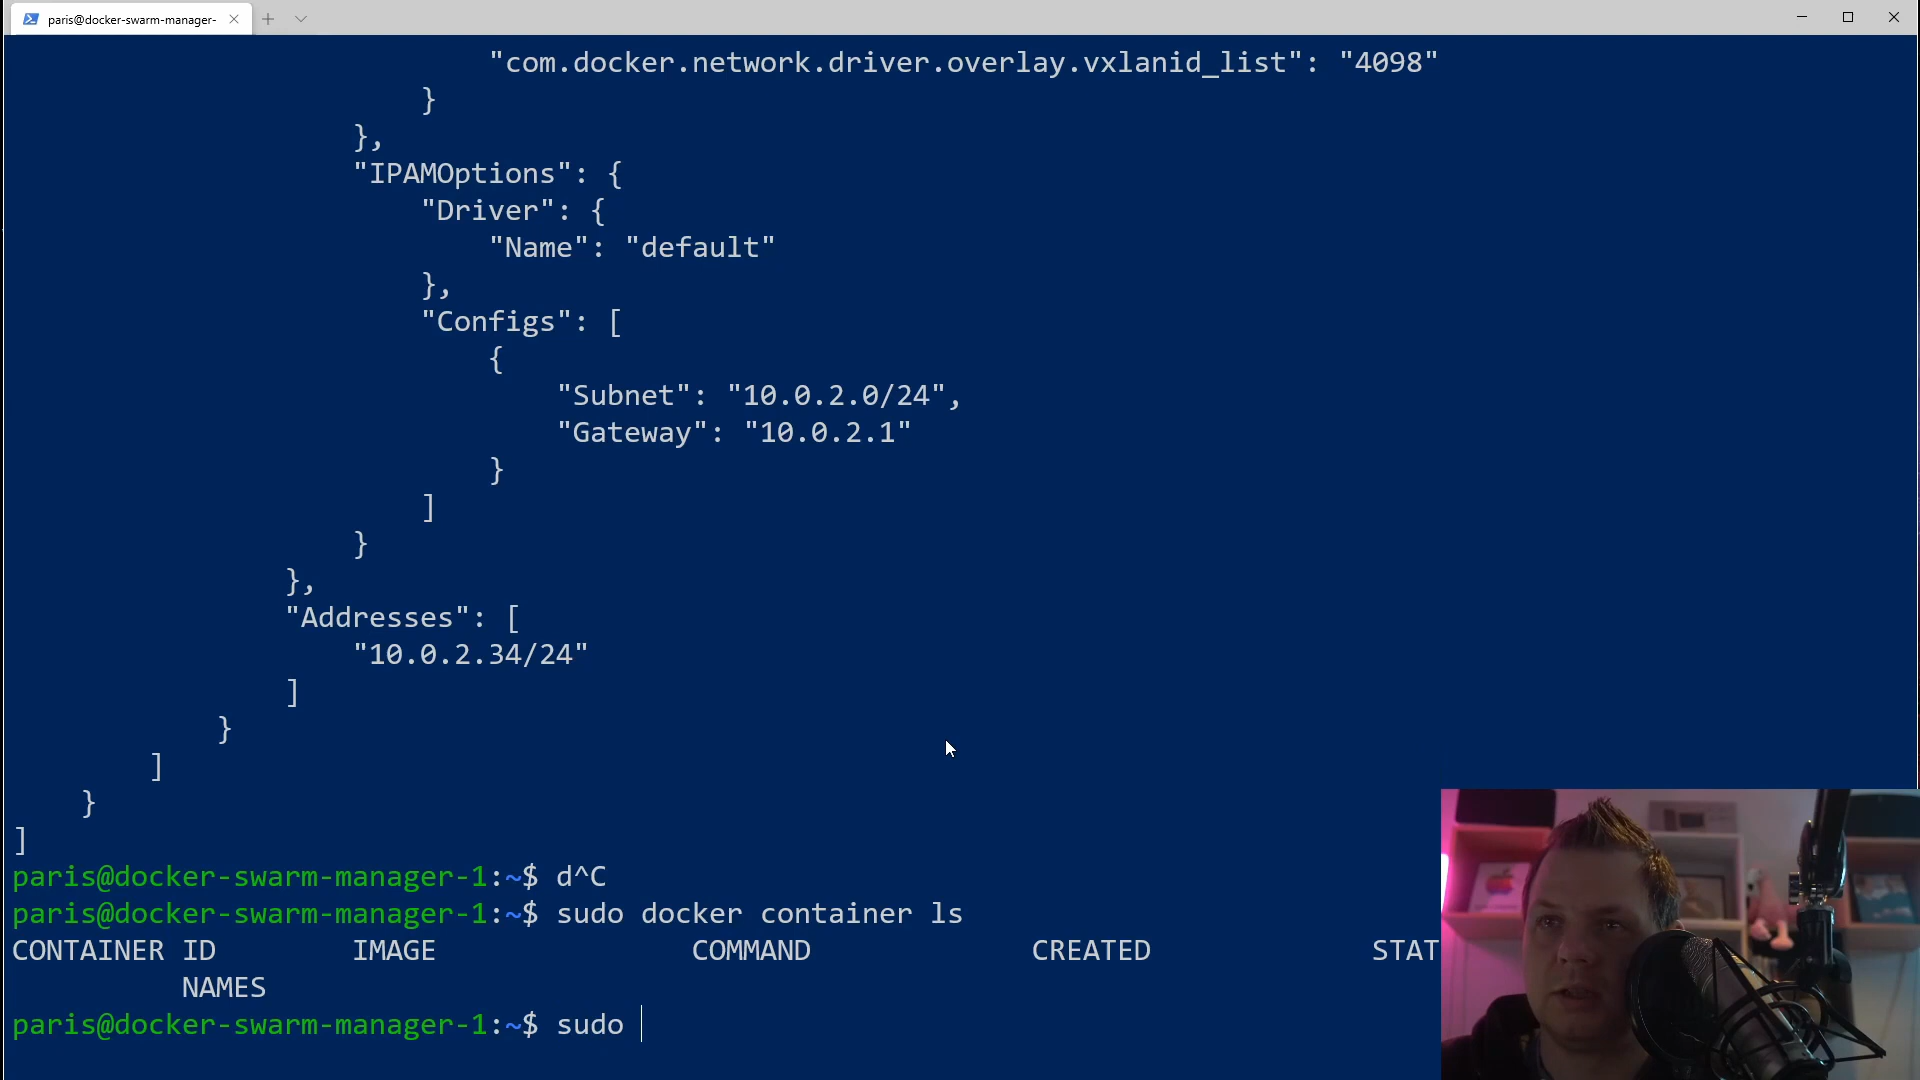 paris@docker-swarm-manager-
"com.docker.network.driver.overlay.vxlanid_list": "4098"
}
},
"IPAMOptions": {
"Driver": {
"Name": "default"
},
"Configs": [
{
"Subnet": "10.0.2.0/24",
"Gateway": "10.0.2.1"
}
]
}
},
"Addresses": [
"10.0.2.34/24"
]
}
]
}
]
paris@docker-swarm-manager-1:~$ d^C
paris@docker-swarm-manager-1:~$ sudo docker container ls
CONTAINER ID IMAGE COMMAND CREATED STAT
NAMES
paris@docker-swarm-manager-1:~$ sudo